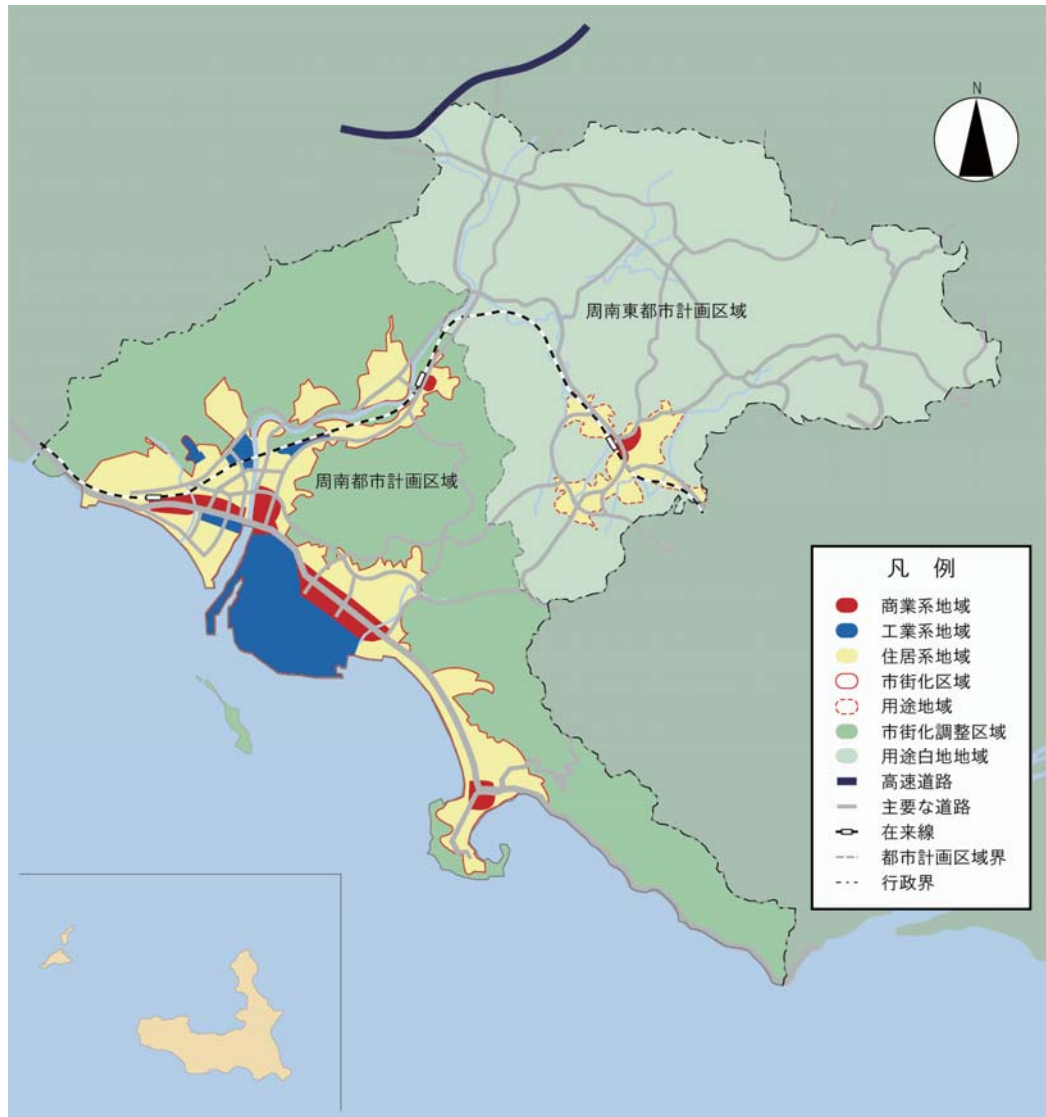 N
周南東都市計画区域
周南都市計画区域
凡 例
商業系地域
工業系地域
住居系地域
市街化区域
用途地域
市街化調整区域
用途白地地域
高速道路
主要な道路
在来線
都市計画区域界
行政界